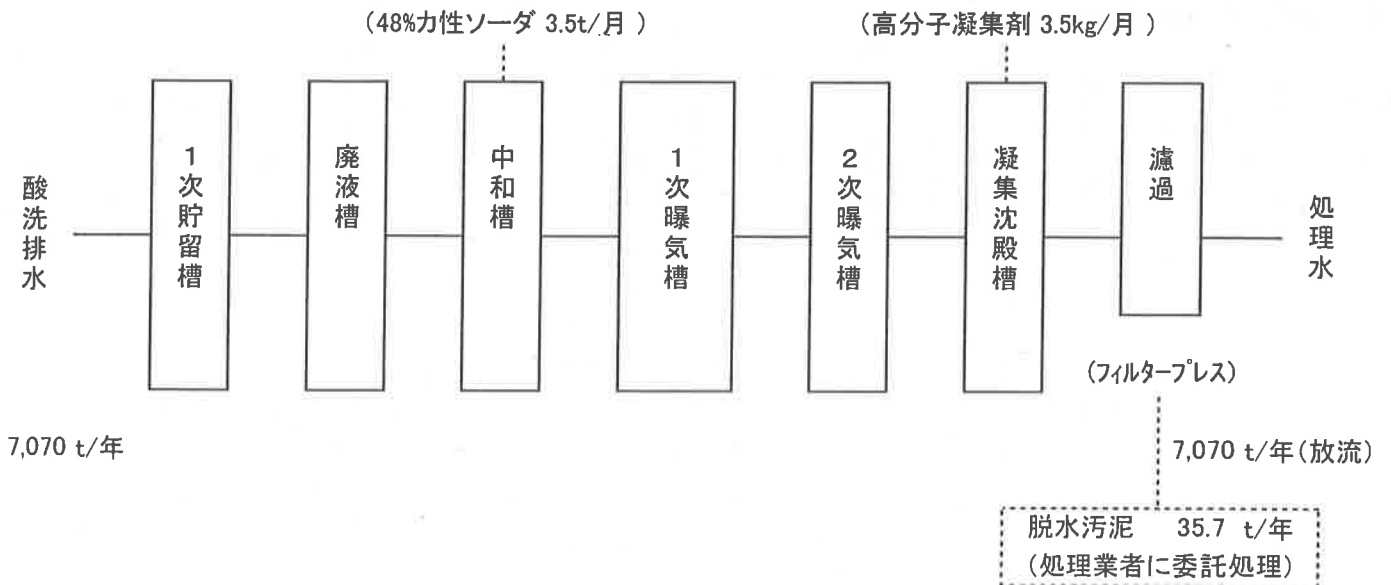 (48%カ性ソーダ 3.5t/月 )
(高分子凝集剤 3.5kg/月 )
酸洗排水
1次貯留槽
廃液槽
中和槽
1次曝気槽
2次曝気槽
凝集沈殿槽
濾過
処理水
(フィルタープレス)
7,070 t/年
7,070 t/年(放流)
脱水汚泥 35.7 t/年
(処理業者に委託処理)